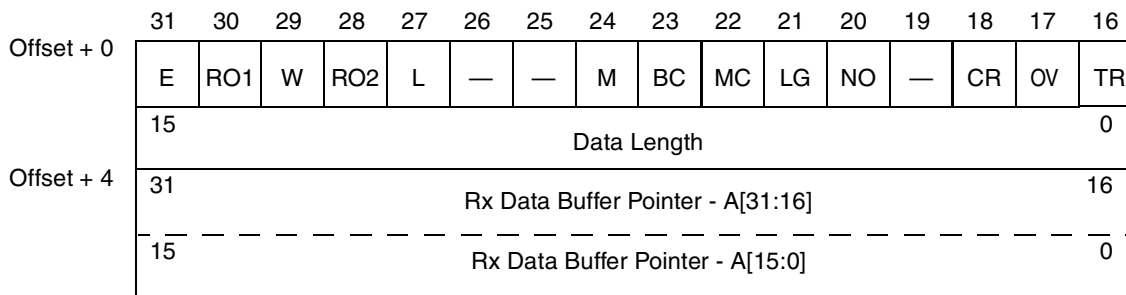 31 30 29 28 27 26 25 24 23 22 21 20 19 18 17 16
Offset + 0
E RO1 W RO2 L — — M BC MC LG NO — CR OV TR
15 Data Length 0
Offset + 4
31 Rx Data Buffer Pointer - A[31:16] 16
15 Rx Data Buffer Pointer - A[15:0] 0